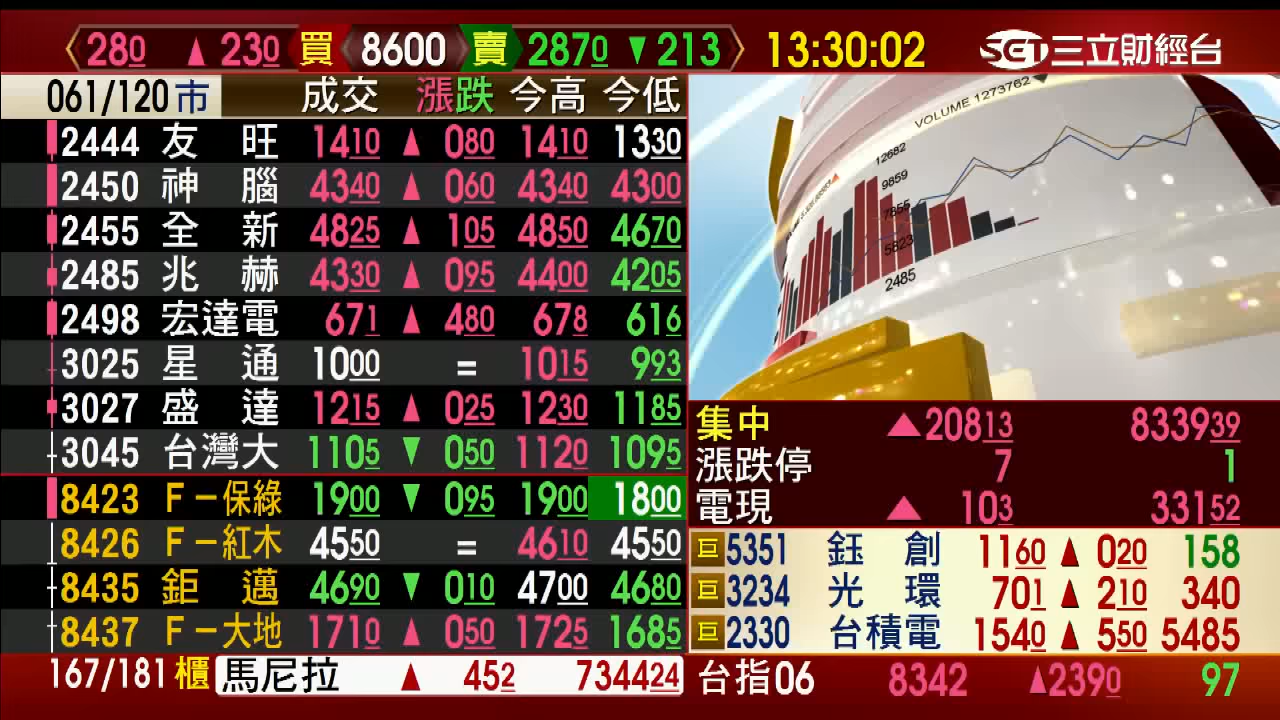 280 ▲ 230 買 8600 賣 2870 ▼ 213 13:30:02 SET三立財經台
061/120 市 成交 漲跌 今高 今低
2444 友旺 1410 ▲ 080 1410 1330
2450 神腦 4340 ▲ 060 4340 4300
2455 全新 4825 ▲ 105 4850 4670
2485 兆赫 4330 ▲ 095 4400 4205
2498 宏達電 671 ▲ 480 678 616
3025 星通 1000 = 1015 993
3027 盛達 1215 ▲ 025 1230 1185
3045 台灣大 1105 ▼ 050 1120 1095
8423 F－保綠 1900 ▼ 095 1900 1800
8426 F－紅木 4550 = 4610 4550
8435 鉅邁 4690 ▼ 010 4700 4680
8437 F－大地 1710 ▲ 050 1725 1685
167/181 櫃 馬尼拉 ▲ 452 734424
VOLUME 1273762 ▼
12682
9859
7855
5823
2485
集中 ▲20813 833939
漲跌停 7 1
電現 ▲ 103 33152
巨 5351 鈺創 1160 ▲ 020 158
巨 3234 光環 701 ▲ 210 340
巨 2330 台積電 1540 ▲ 550 5485
台指06 8342 ▲2390 97